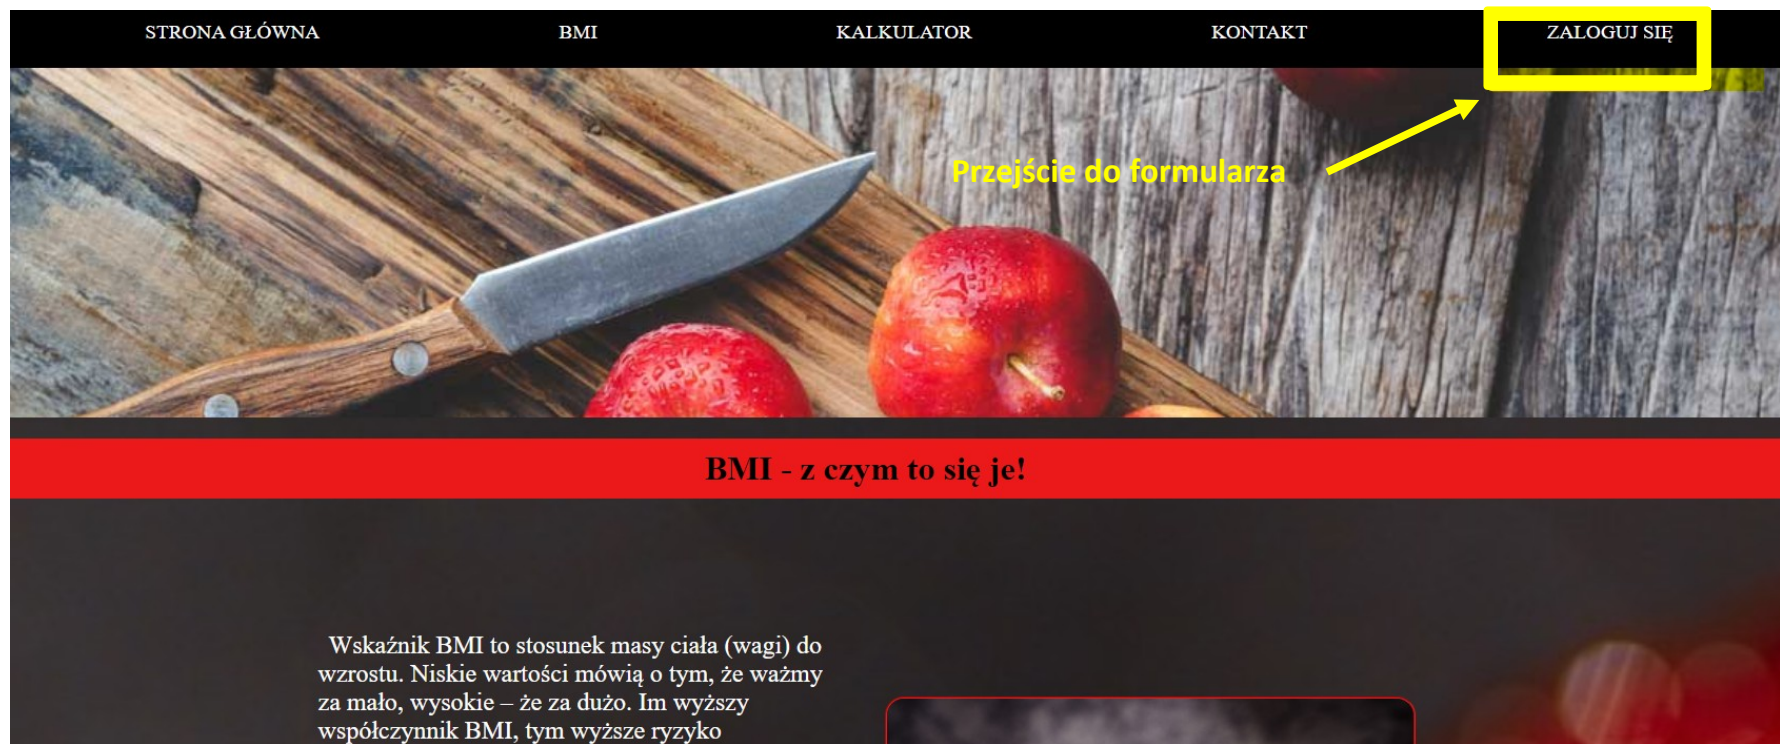 STRONA GŁÓWNA BMI KALKULATOR KONTAKT ZALOGUJ SIĘ
Przejście do formularza
BMI - z czym to się je!
Wskaźnik BMI to stosunek masy ciała (wagi) do
wzrostu. Niskie wartości mówią o tym, że ważmy
za mało, wysokie – że za dużo. Im wyższy
współczynnik BMI, tym wyższe ryzyko